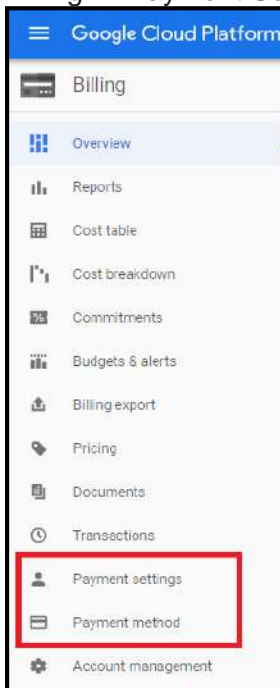 Google Cloud Platform
Billing
Overview
Reports
Cost table
Cost breakdown
Commitments
Budgets & alerts
Billing export
Pricing
Documents
Transactions
Payment settings
Payment method
Account management